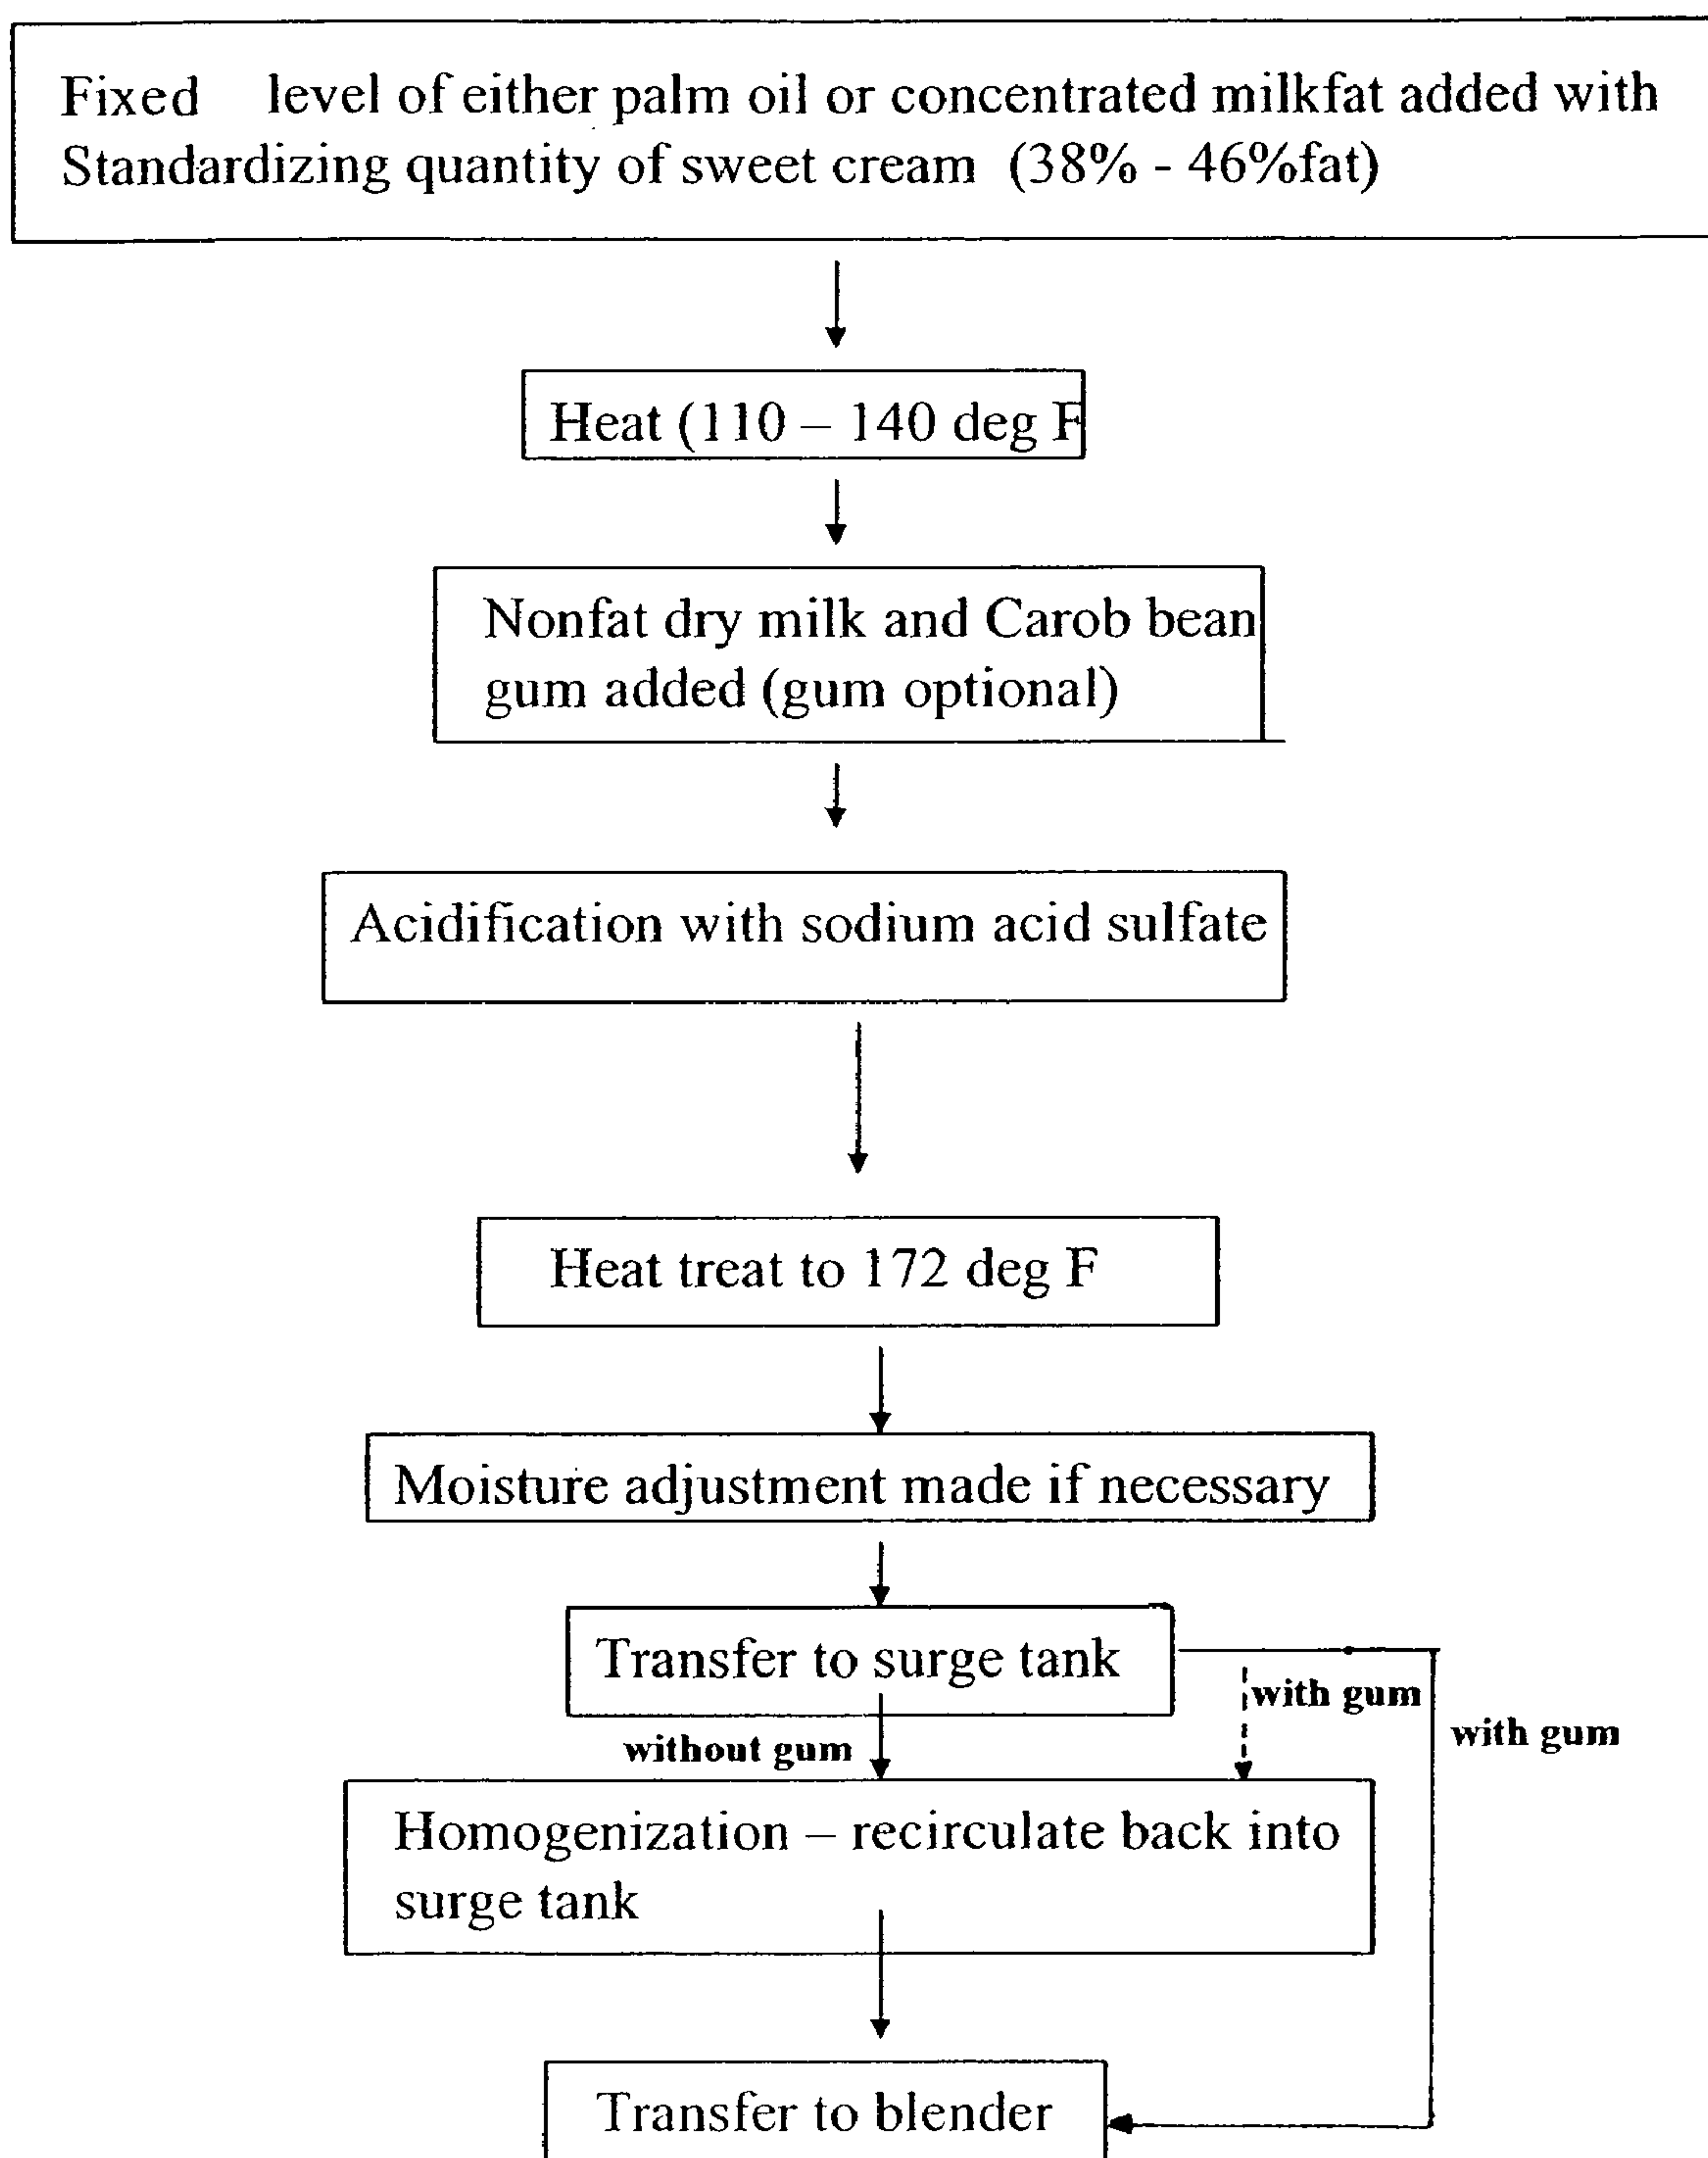 Fixed level of either palm oil or concentrated milkfat added with
Standardizing quantity of sweet cream (38% - 46%fat)
Heat (110 – 140 deg F
Nonfat dry milk and Carob bean
gum added (gum optional)
Acidification with sodium acid sulfate
Heat treat to 172 deg F
Moisture adjustment made if necessary
Transfer to surge tank
with gum
with gum
without gum
Homogenization – recirculate back into
surge tank
Transfer to blender